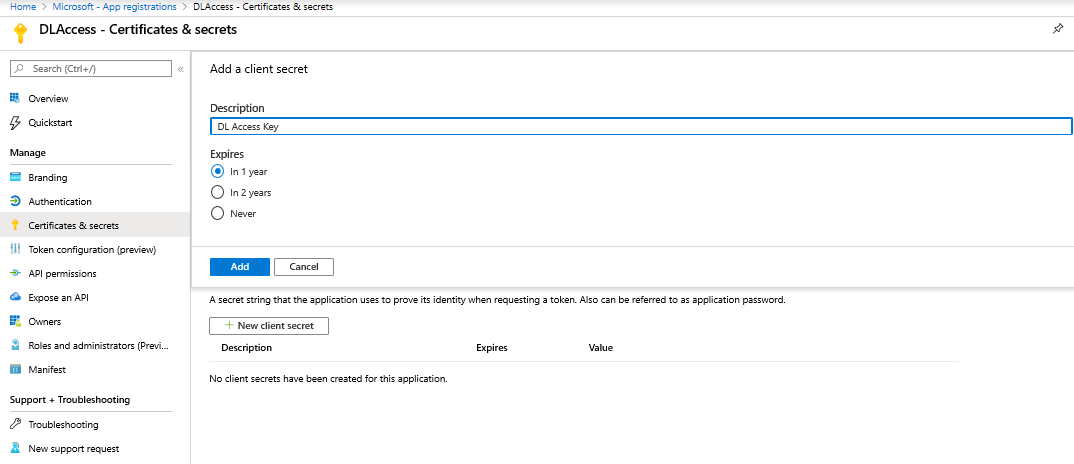 Home > Microsoft - App registrations > DLAccess - Certificates & secrets
DLAccess - Certificates & secrets
Search (Ctrl+/)
«
Overview
Quickstart
Manage
Branding
Authentication
Certificates & secrets
Token configuration (preview)
API permissions
Expose an API
Owners
Roles and administrators (Previ...
Manifest
Support + Troubleshooting
Troubleshooting
New support request
Add a client secret
Description
DL Access Key
Expires
In 1 year
In 2 years
Never
Add Cancel
A secret string that the application uses to prove its identity when requesting a token. Also can be referred to as application password.
+ New client secret
Description Expires Value
No client secrets have been created for this application.